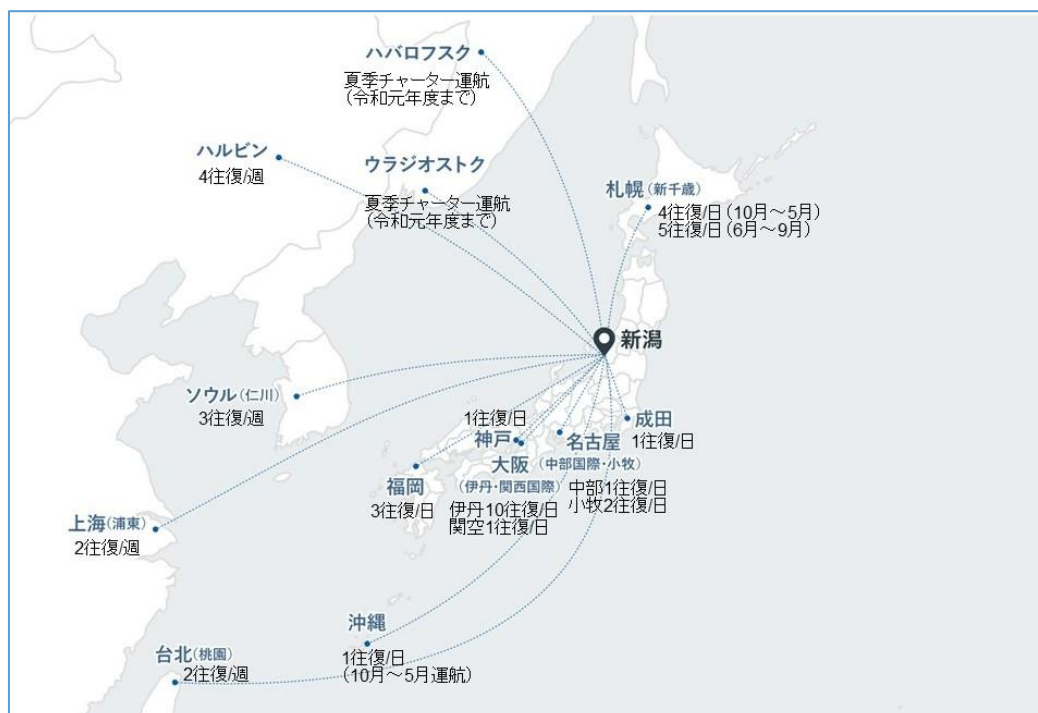 ハバロフスク
夏季チャーター運航
(令和元年度まで)
ハルビン
4往復/週
ウラジオストク
夏季チャーター運航
(令和元年度まで)
札幌(新千歳)
4往復/日(10月~5月)
5往復/日(6月~9月)
新潟
ソウル(仁川)
3往復/週
成田
1往復/日
1往復/日
神戸
名古屋
(中部国際・小牧)
中部1往復/日
小牧2往復/日
大阪
(伊丹・関西国際)
伊丹10往復/日
関空1往復/日
福岡
3往復/日
上海(浦東)
2往復/週
沖縄
1往復/日
(10月~5月運航)
台北(桃園)
2往復/週